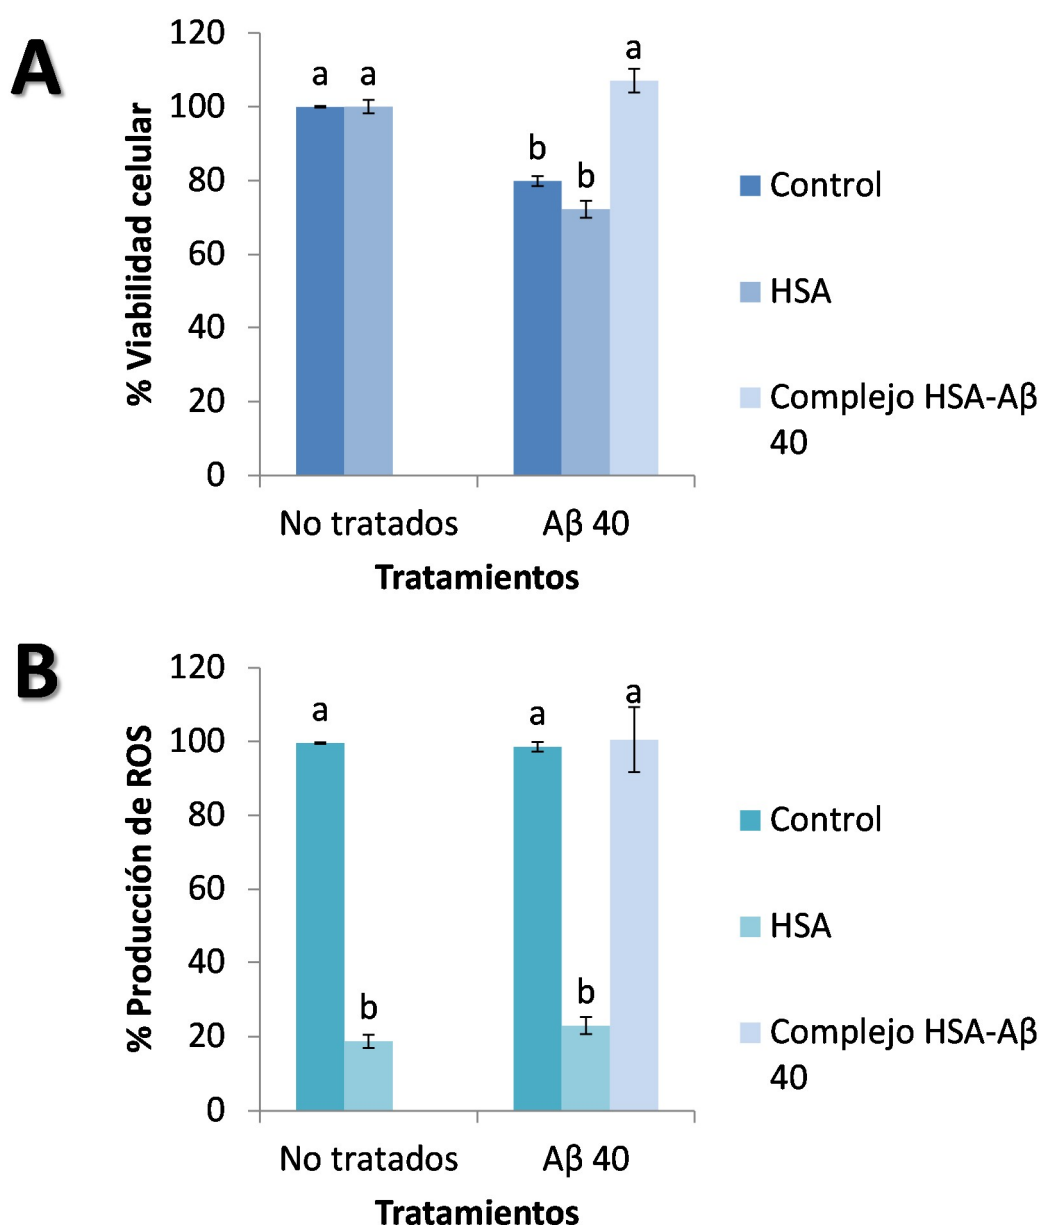 A
120
100
80
60
40
20
0
% Viabilidad celular
a a
b b a
No tratados Aβ 40
Tratamientos
Control
HSA
Complejo HSA-Aβ
40
B
120
100
80
60
40
20
0
% Producción de ROS
a b
a b a
No tratados Aβ 40
Tratamientos
Control
HSA
Complejo HSA-Aβ
40